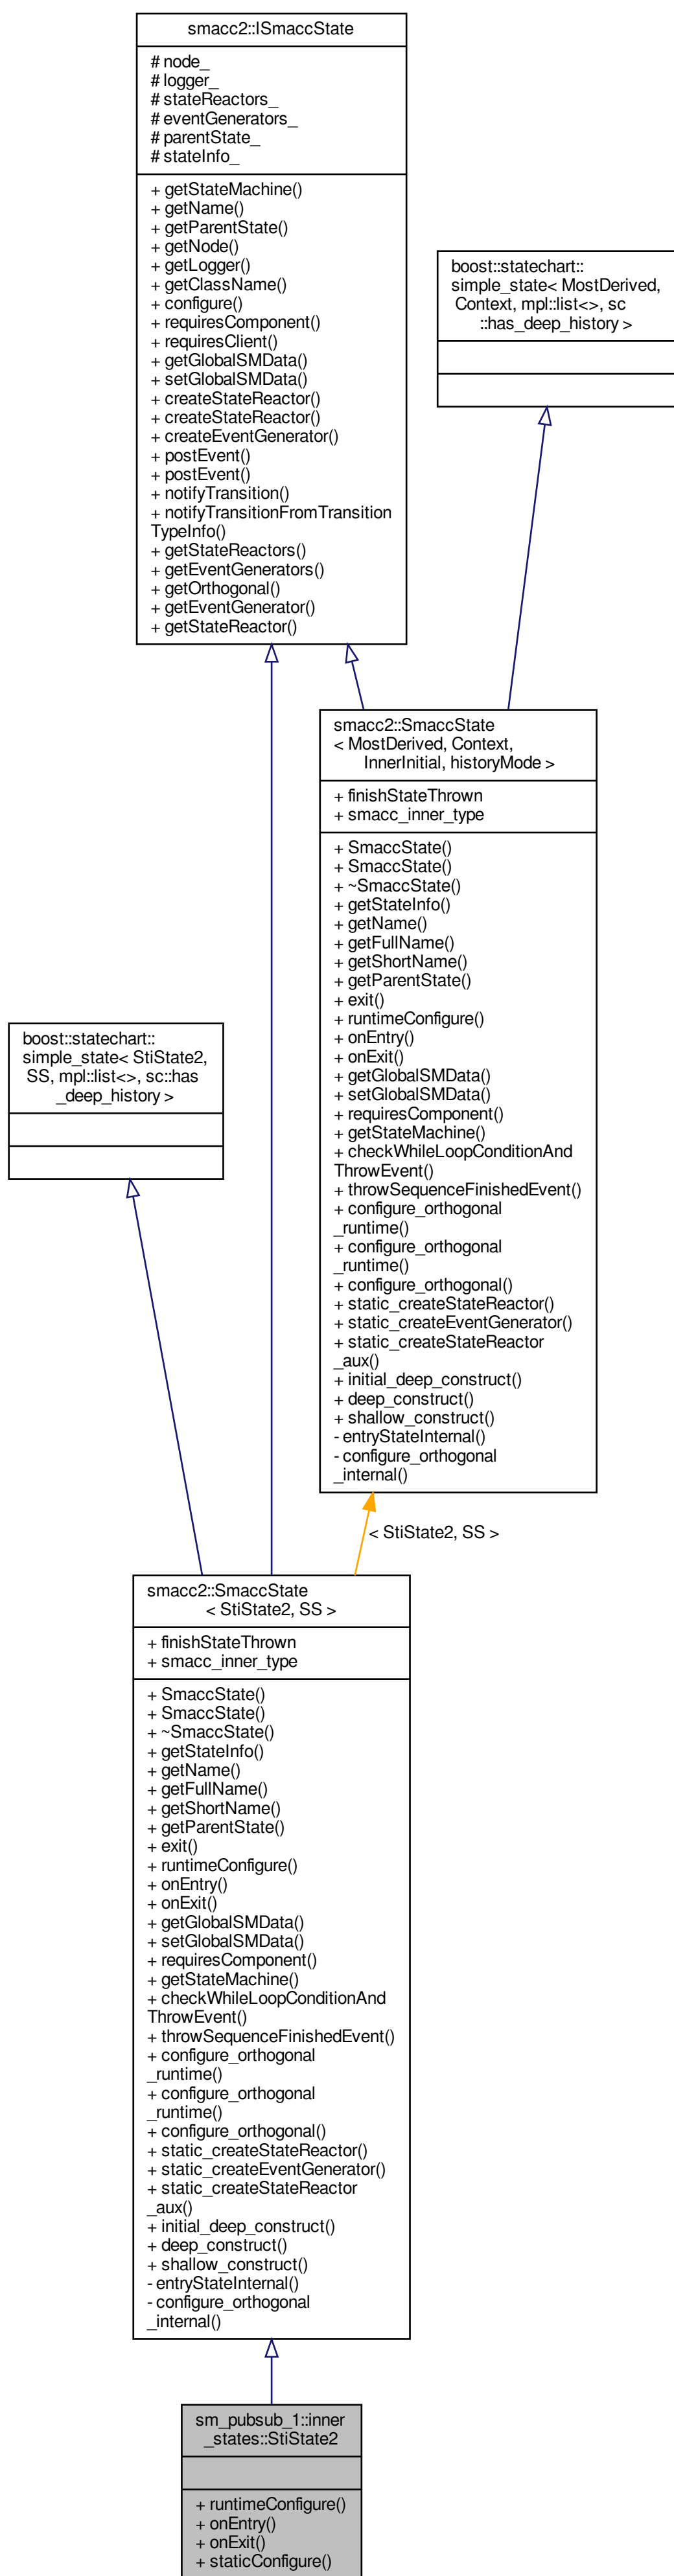 smacc2::ISmaccState
# node_
# logger_
# stateReactors_
# eventGenerators_
# parentState_
# stateInfo_
+ getStateMachine()
+ getName()
+ getParentState()
+ getNode()
+ getLogger()
+ getClassName()
+ configure()
+ requiresComponent()
+ requiresClient()
+ getGlobalSMData()
+ setGlobalSMData()
+ createStateReactor()
+ createStateReactor()
+ createEventGenerator()
+ postEvent()
+ postEvent()
+ notifyTransition()
+ notifyTransitionFromTransition
TypeInfo()
+ getStateReactors()
+ getEventGenerators()
+ getOrthogonal()
+ getEventGenerator()
+ getStateReactor()
boost::statechart::
simple_state< MostDerived,
Context, mpl::list<>, sc
::has_deep_history >
smacc2::SmaccState
< MostDerived, Context,
InnerInitial, historyMode >
+ finishStateThrown
+ smacc_inner_type
+ SmaccState()
+ SmaccState()
+ ~SmaccState()
+ getStateInfo()
+ getName()
+ getFullName()
+ getShortName()
+ getParentState()
+ exit()
+ runtimeConfigure()
+ onEntry()
+ onExit()
+ getGlobalSMData()
+ setGlobalSMData()
+ requiresComponent()
+ getStateMachine()
+ checkWhileLoopConditionAnd
ThrowEvent()
+ throwSequenceFinishedEvent()
+ configure_orthogonal
_runtime()
+ configure_orthogonal
_runtime()
+ configure_orthogonal()
+ static_createStateReactor()
+ static_createEventGenerator()
+ static_createStateReactor
_aux()
+ initial_deep_construct()
+ deep_construct()
+ shallow_construct()
- entryStateInternal()
- configure_orthogonal
_internal()
boost::statechart::
simple_state< StiState2,
SS, mpl::list<>, sc::has
_deep_history >
< StiState2, SS >
smacc2::SmaccState
< StiState2, SS >
+ finishStateThrown
+ smacc_inner_type
+ SmaccState()
+ SmaccState()
+ ~SmaccState()
+ getStateInfo()
+ getName()
+ getFullName()
+ getShortName()
+ getParentState()
+ exit()
+ runtimeConfigure()
+ onEntry()
+ onExit()
+ getGlobalSMData()
+ setGlobalSMData()
+ requiresComponent()
+ getStateMachine()
+ checkWhileLoopConditionAnd
ThrowEvent()
+ throwSequenceFinishedEvent()
+ configure_orthogonal
_runtime()
+ configure_orthogonal
_runtime()
+ configure_orthogonal()
+ static_createStateReactor()
+ static_createEventGenerator()
+ static_createStateReactor
_aux()
+ initial_deep_construct()
+ deep_construct()
+ shallow_construct()
- entryStateInternal()
- configure_orthogonal
_internal()
sm_pubsub_1::inner
_states::StiState2
+ runtimeConfigure()
+ onEntry()
+ onExit()
+ staticConfigure()